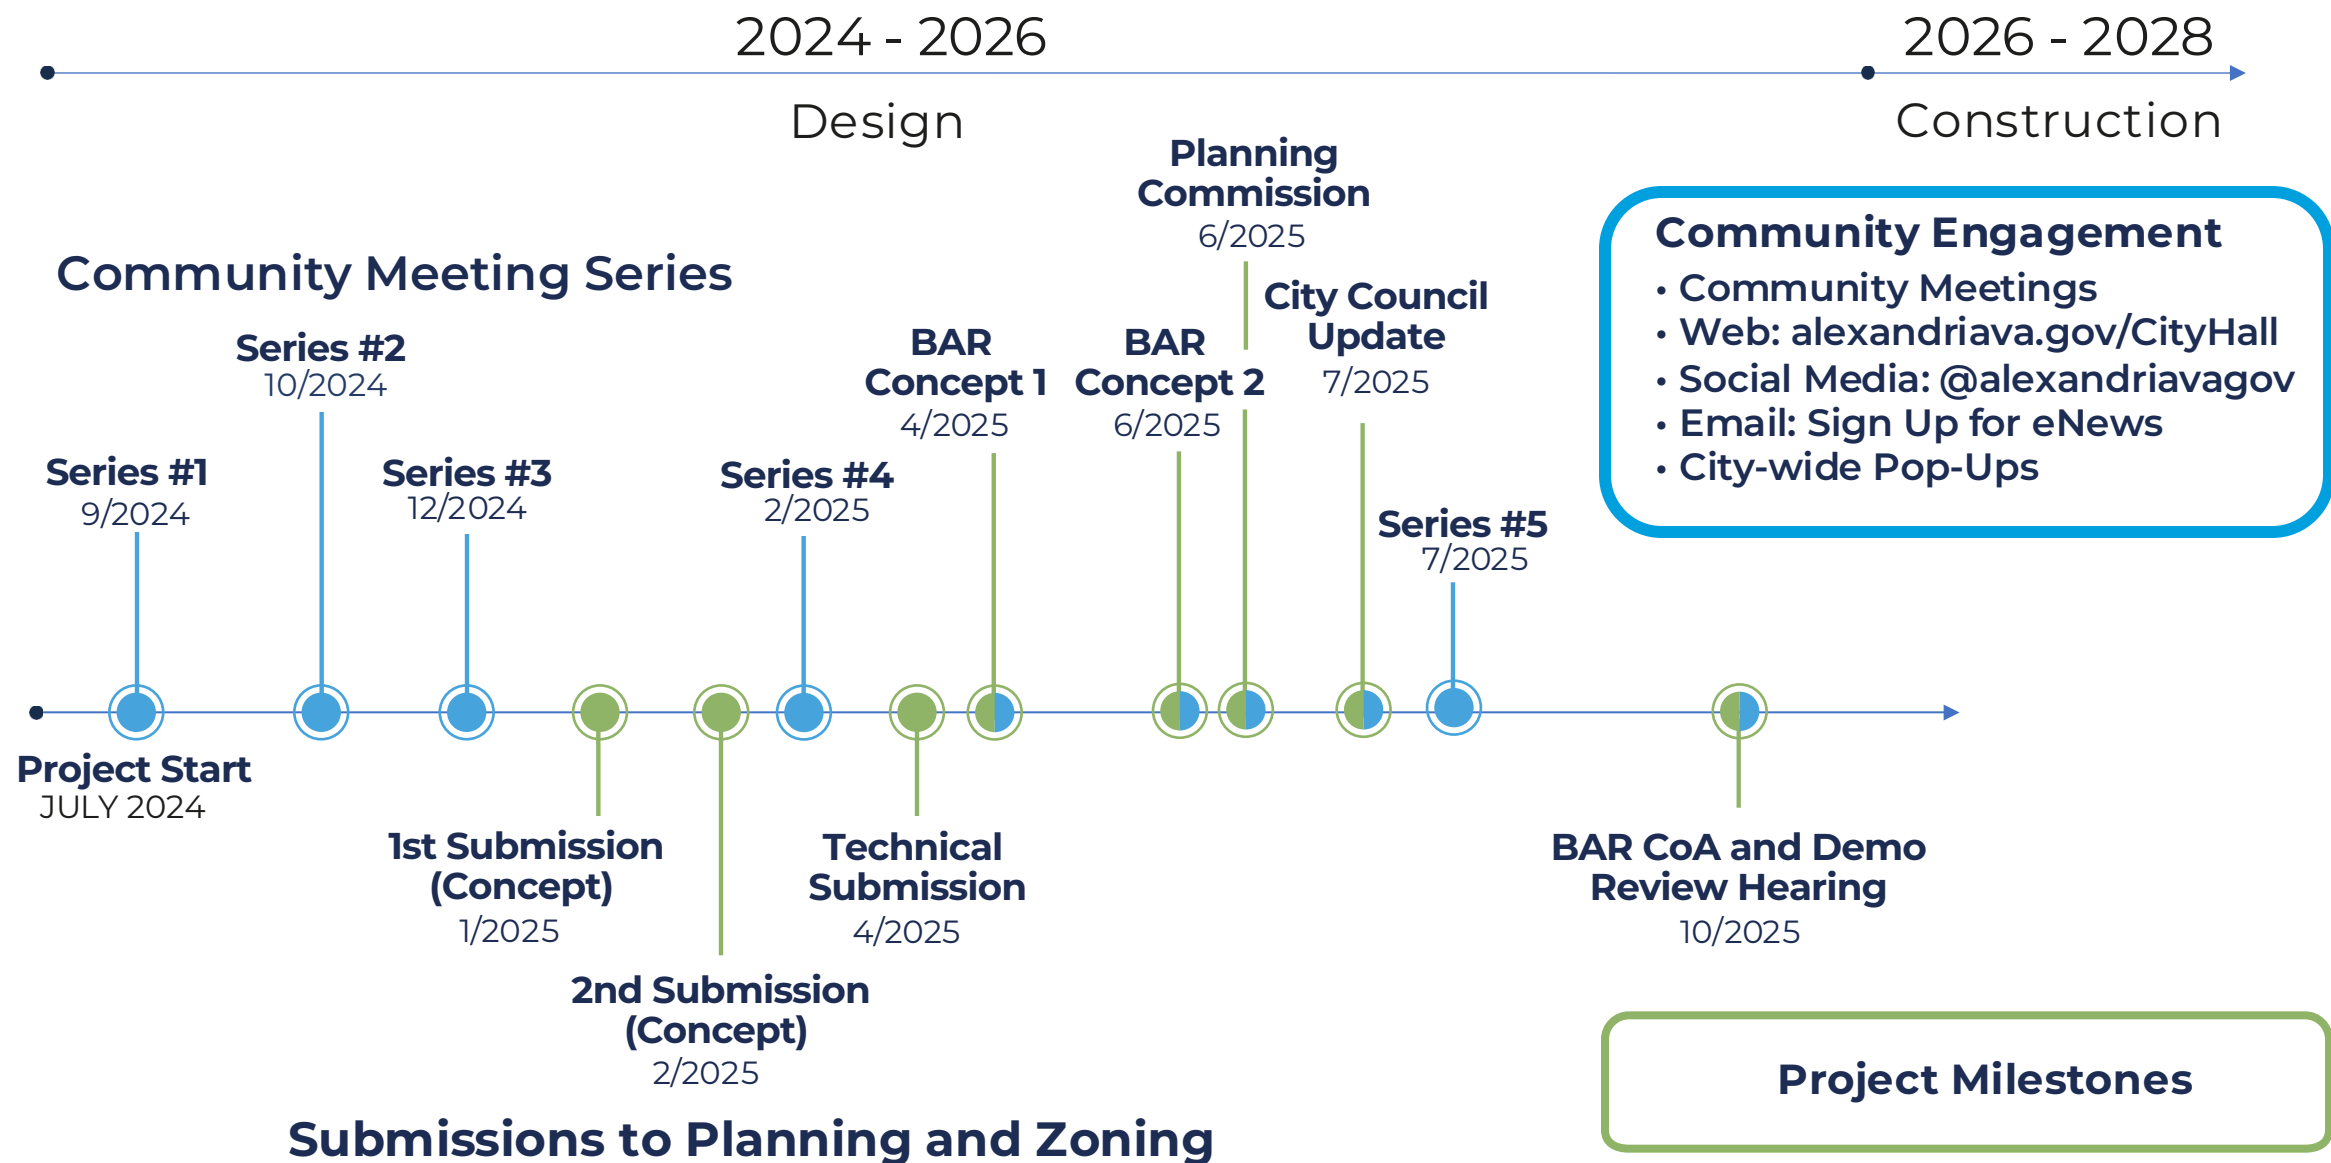 2024 - 2026
2026 - 2028
Design
Construction
Planning
Commission
6/2025
Community Engagement
• Community Meetings
• Web: alexandriava.gov/CityHall
• Social Media: @alexandriavagov
• Email: Sign Up for eNews
• City-wide Pop-Ups
Community Meeting Series
City Council
Update
7/2025
Series #2
10/2024
BAR
Concept 1
4/2025
BAR
Concept 2
6/2025
Series #1
9/2024
Series #3
12/2024
Series #4
2/2025
Series #5
7/2025
Project Start
JULY 2024
1st Submission
(Concept)
1/2025
Technical
Submission
4/2025
BAR CoA and Demo
Review Hearing
10/2025
2nd Submission
(Concept)
2/2025
Project Milestones
Submissions to Planning and Zoning